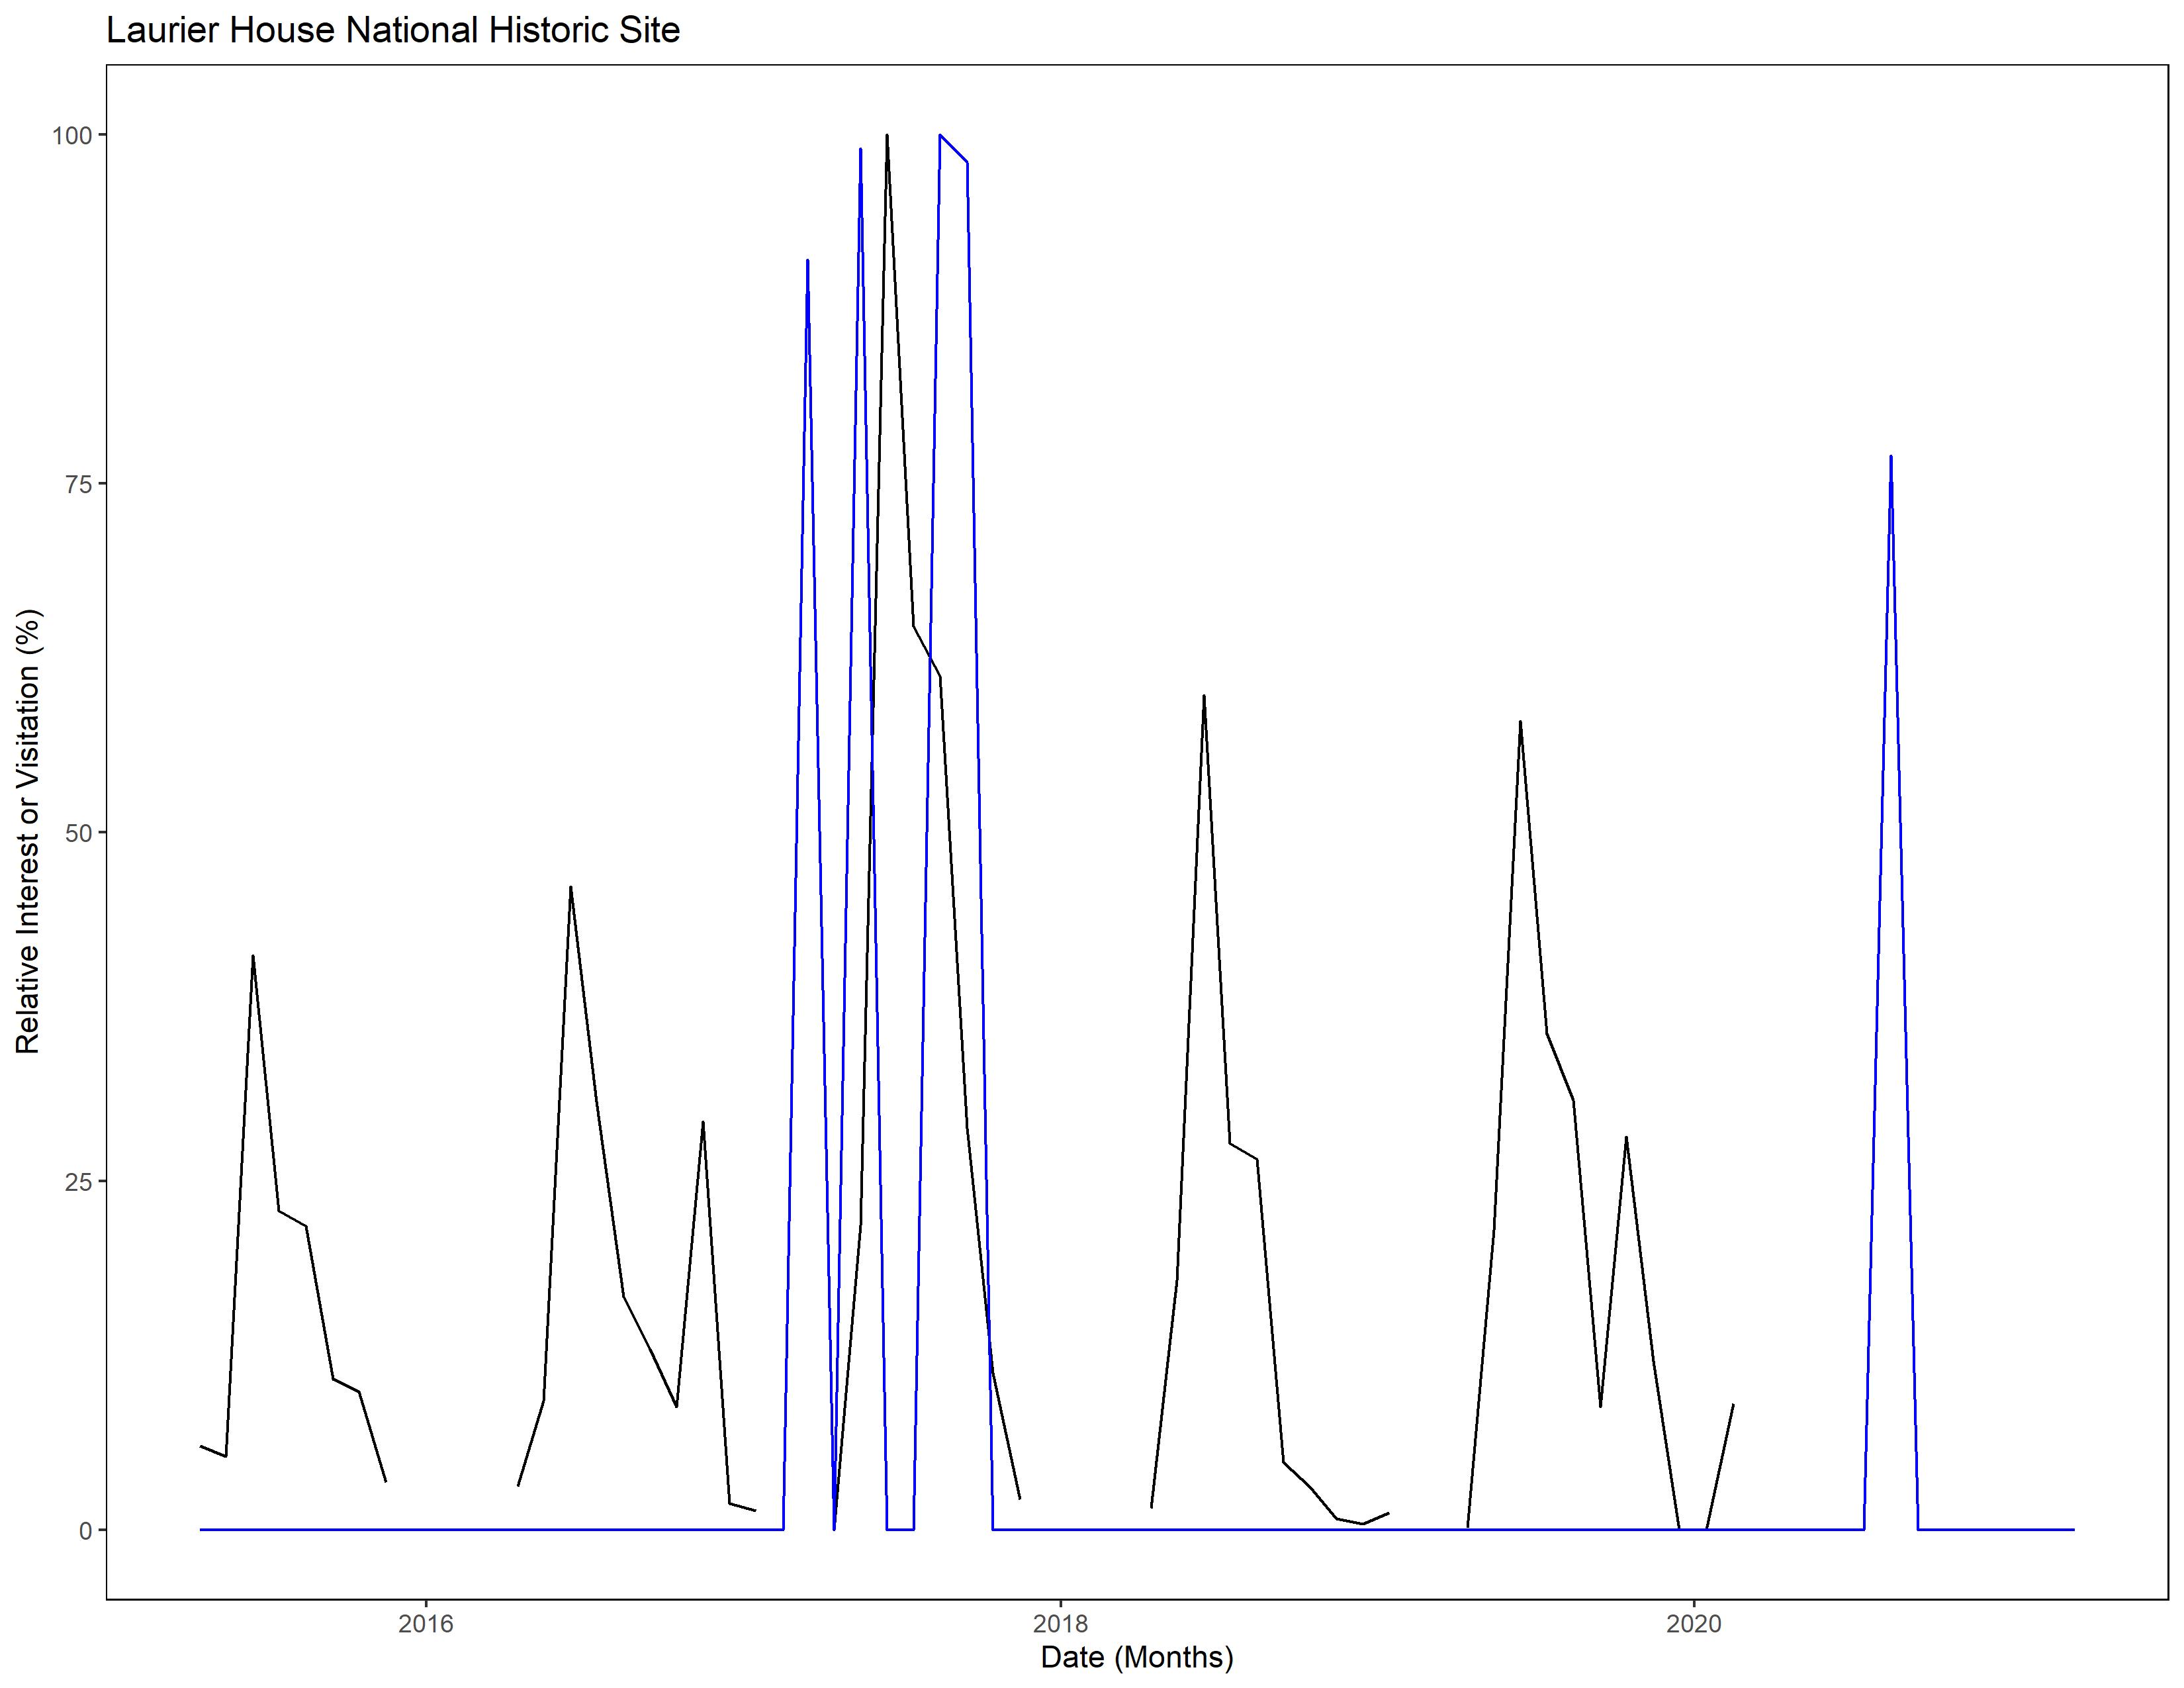 Laurier House National Historic Site
Relative Interest or Visitation (%)
100
75
50
25
0
2016 2018 2020
Date (Months)